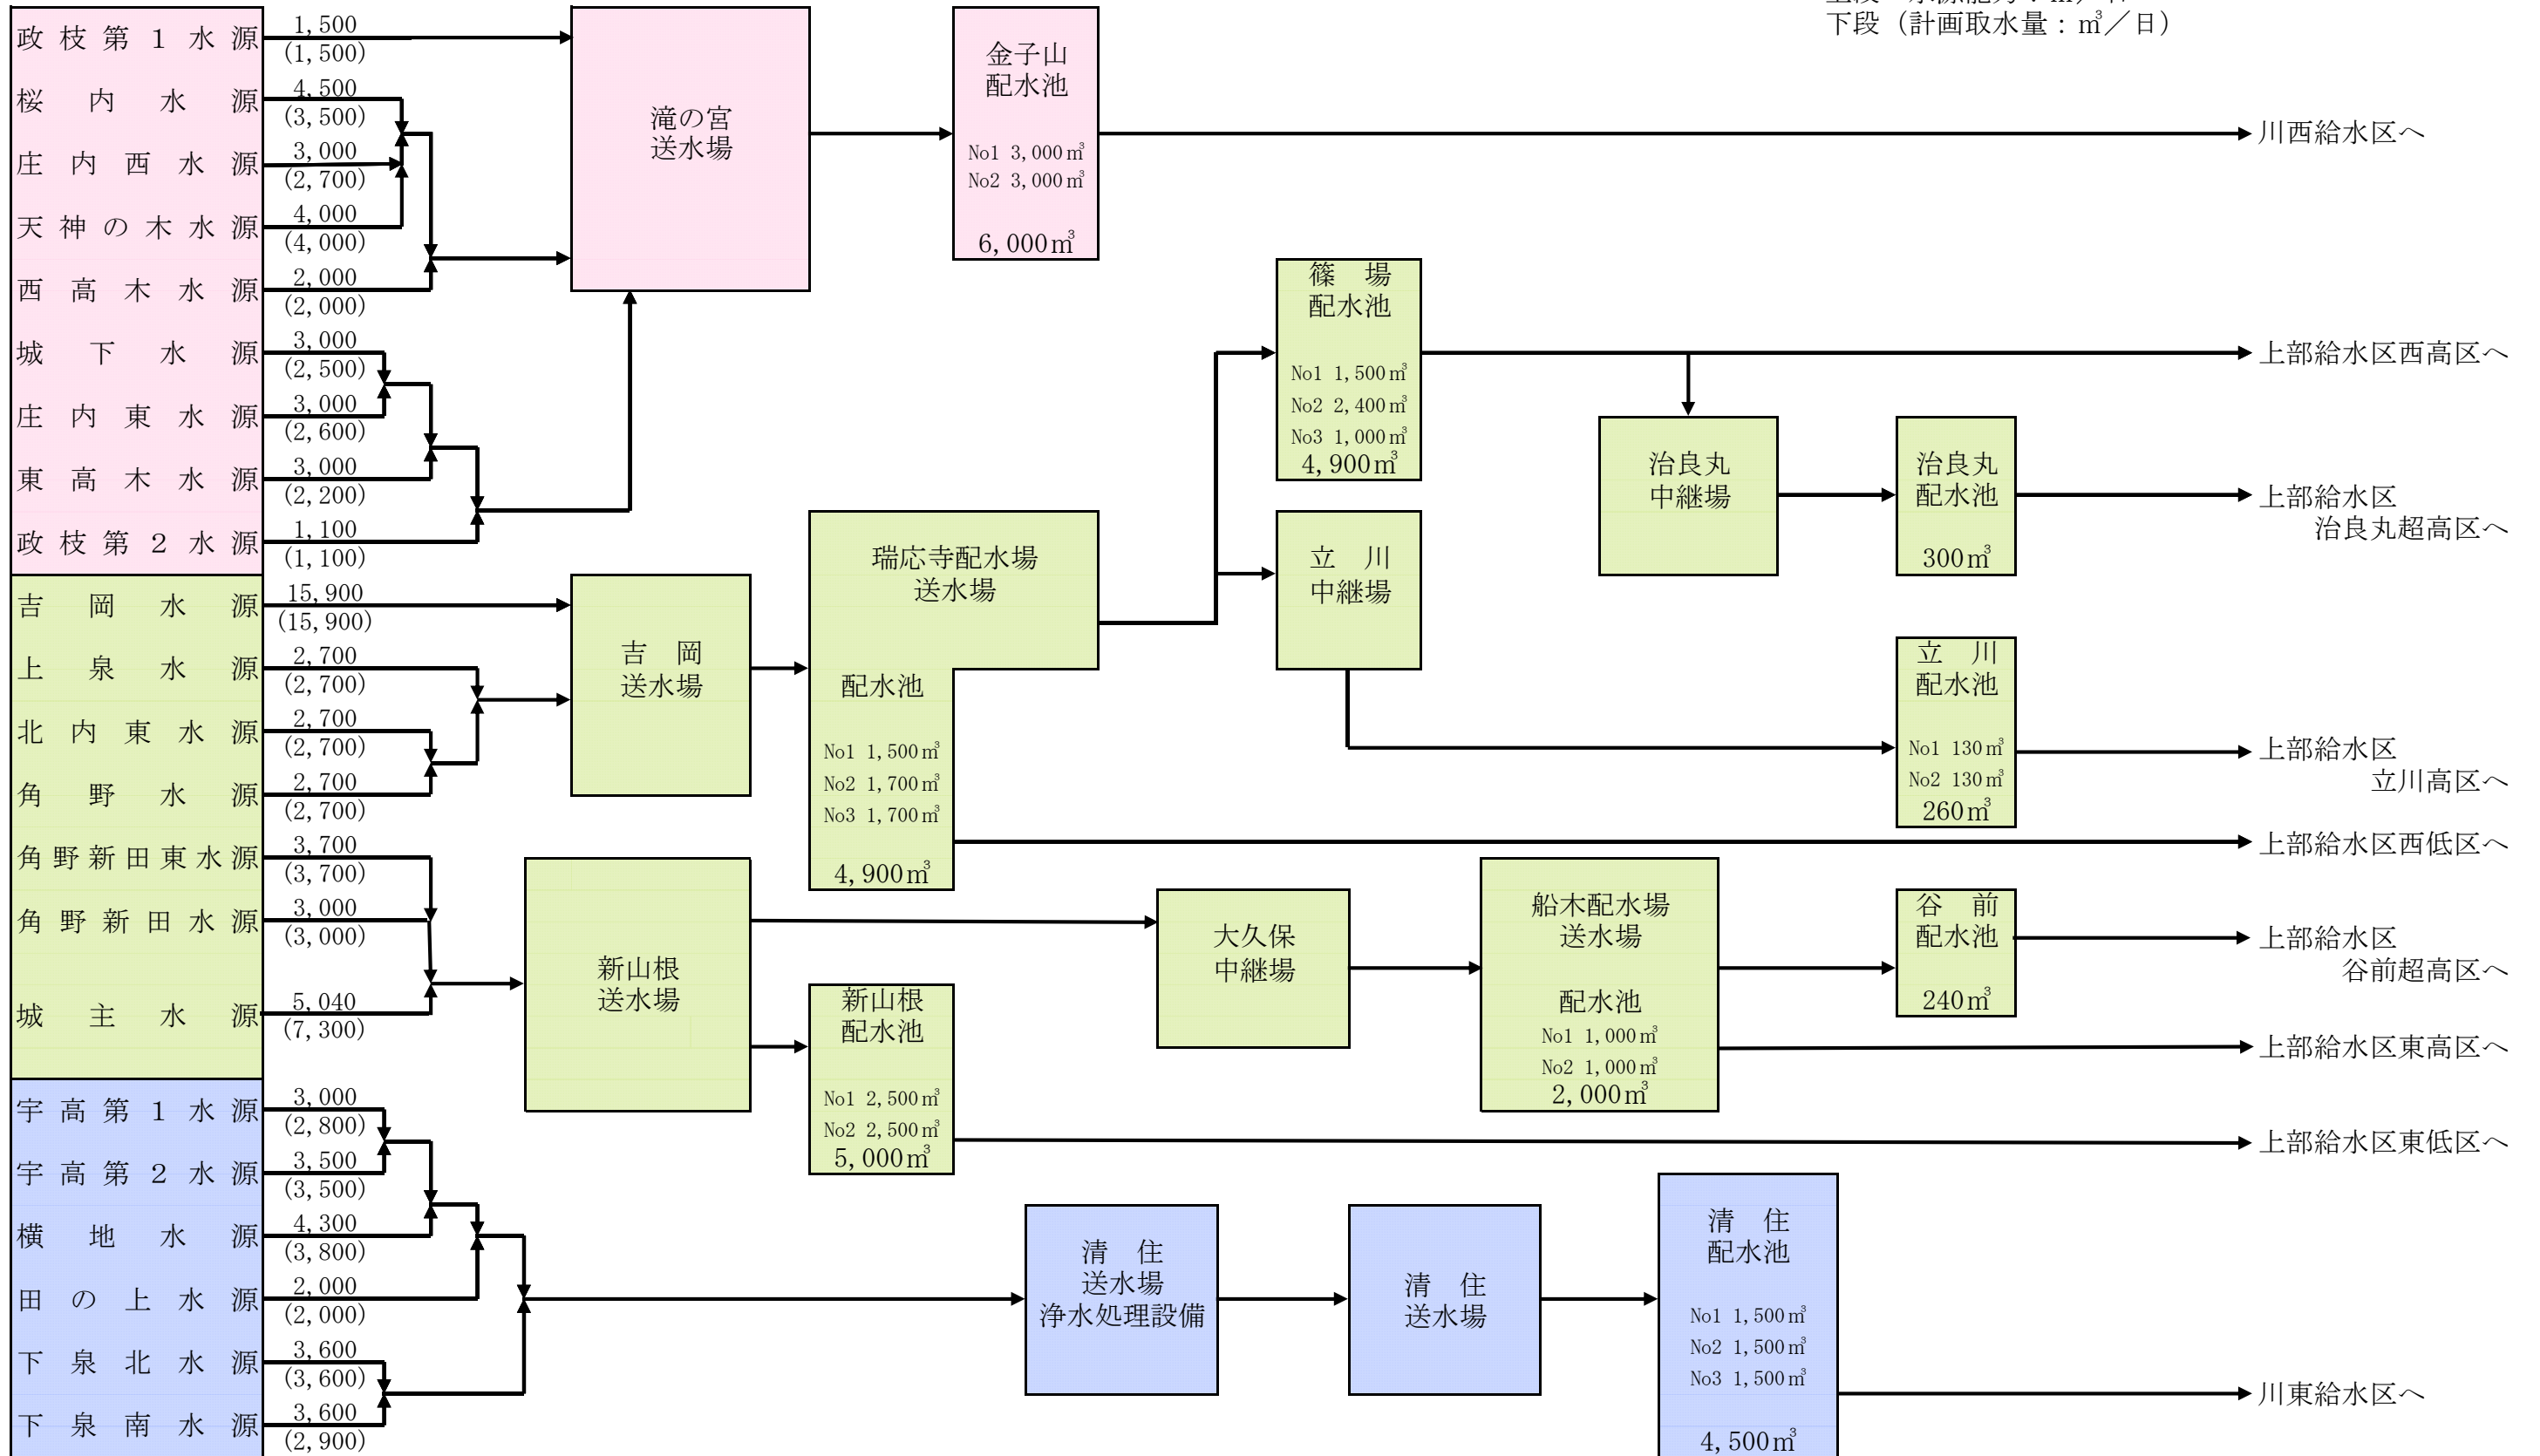 下段（計画取水量：㎥／日）
政枝第１水源
1,500
(1,500)
桜内水源
4,500
(3,500)
庄内西水源
3,000
(2,700)
天神の木水源
4,000
(4,000)
西高木水源
2,000
(2,000)
城下水源
3,000
(2,500)
庄内東水源
3,000
(2,600)
東高木水源
3,000
(2,200)
政枝第２水源
1,100
(1,100)
吉岡水源
15,900
(15,900)
上泉水源
2,700
(2,700)
北内東水源
2,700
(2,700)
角野水源
2,700
(2,700)
角野新田東水源
3,700
(3,700)
角野新田水源
3,000
(3,000)
城主水源
5,040
(7,300)
宇高第１水源
3,000
(2,800)
宇高第２水源
3,500
(3,500)
横地水源
4,300
(3,800)
田の上水源
2,000
(2,000)
下泉北水源
3,600
(3,600)
下泉南水源
3,600
(2,900)
滝の宮
送水場
金子山
配水池
No1 3,000㎥
No2 3,000㎥
6,000㎥
川西給水区へ
篠　場
配水池
No1 1,500㎥
No2 2,400㎥
No3 1,000㎥
4,900㎥
上部給水区西高区へ
治良丸
中継場
治良丸
配水池
300㎥
上部給水区
治良丸超高区へ
吉　岡
送水場
瑞応寺配水場
送水場
配水池
No1 1,500㎥
No2 1,700㎥
No3 1,700㎥
4,900㎥
立　川
中継場
立　川
配水池
No1 130㎥
No2 130㎥
260㎥
上部給水区
立川高区へ
上部給水区西低区へ
新山根
送水場
新山根
配水池
No1 2,500㎥
No2 2,500㎥
5,000㎥
大久保
中継場
船木配水場
送水場
配水池
No1 1,000㎥
No2 1,000㎥
2,000㎥
谷　前
配水池
240㎥
上部給水区
谷前超高区へ
上部給水区東高区へ
上部給水区東低区へ
清　住
送水場
浄水処理設備
清　住
送水場
清　住
配水池
No1 1,500㎥
No2 1,500㎥
No3 1,500㎥
4,500㎥
川東給水区へ